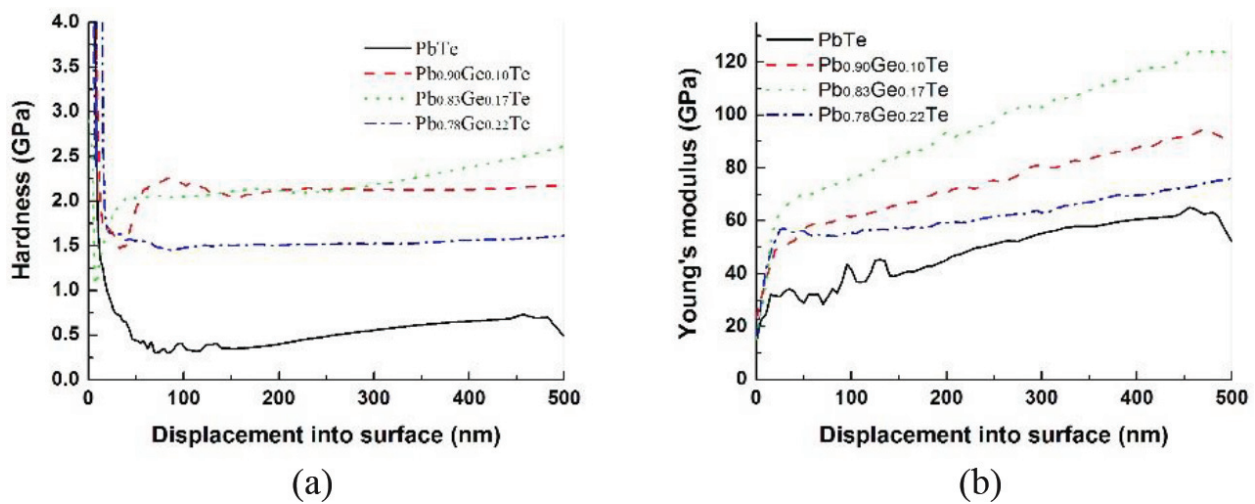 4.0
3.5
3.0
2.5
2.0
1.5
1.0
0.5
0.0
Hardness (GPa)
PbTe
Pb0.90Ge0.10Te
Pb0.83Ge0.17Te
Pb0.78Ge0.22Te
0 100 200 300 400 500
Displacement into surface (nm)
(a)
120
100
80
60
40
20
0
Young's modulus (GPa)
PbTe
Pb0.90Ge0.10Te
Pb0.83Ge0.17Te
Pb0.78Ge0.22Te
0 100 200 300 400 500
Displacement into surface (nm)
(b)